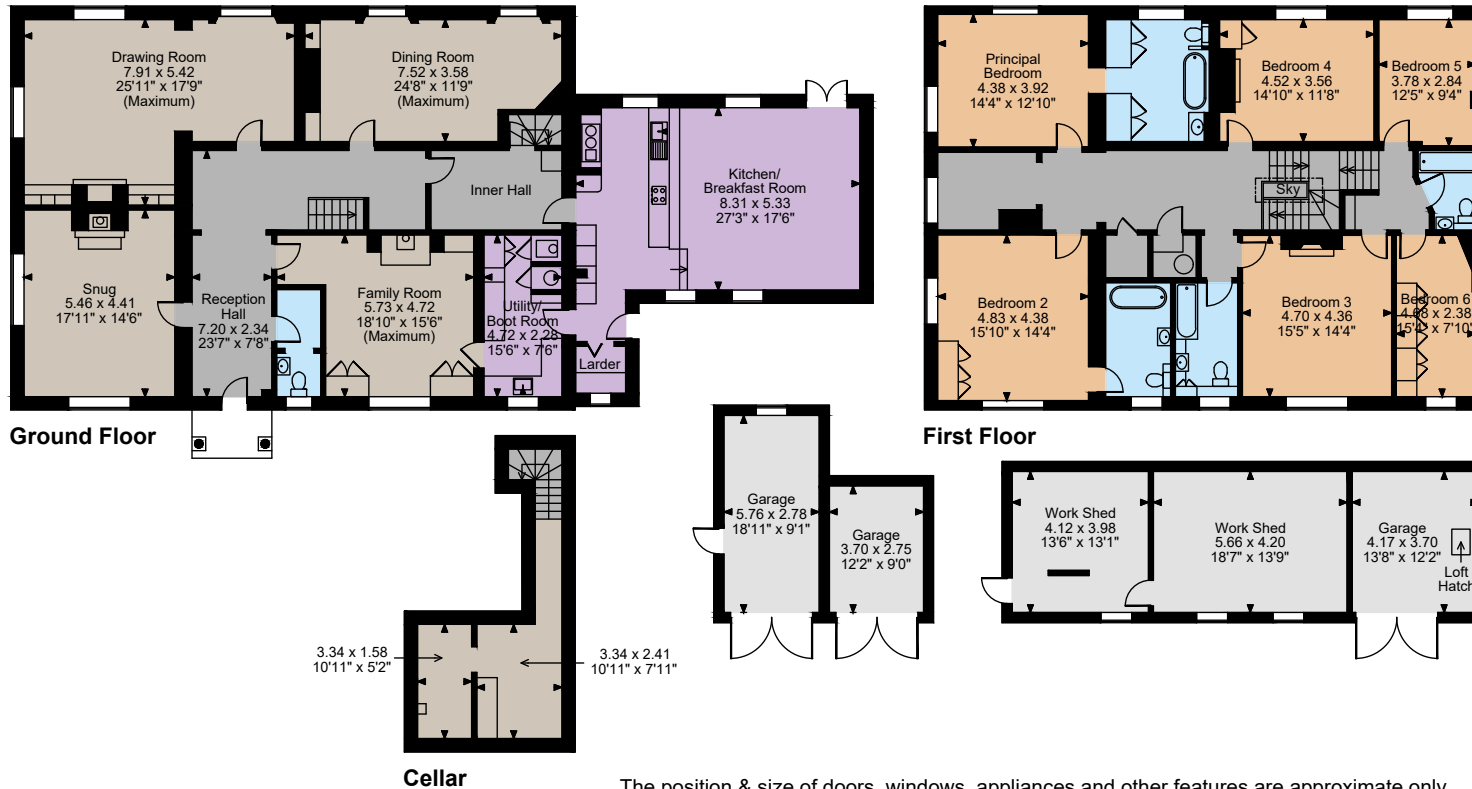 Drawing Room
7.91 x 5.42
25'11" x 17'9"
(Maximum)
Dining Room
7.52 x 3.58
24'8" x 11'9"
(Maximum)
Inner Hall
Kitchen/
Breakfast Room
8.31 x 5.33
27'3" x 17'6"
Snug
5.46 x 4.41
17'11" x 14'6"
Reception
Hall
7.20 x 2.34
23'7" x 7'8"
Family Room
5.73 x 4.72
18'10" x 15'6"
(Maximum)
Utility/
Boot Room
4.72 x 2.28
15'6" x 7'6"
Larder
Ground Floor
Principal
Bedroom
4.38 x 3.92
14'4" x 12'10"
Bedroom 4
4.52 x 3.56
14'10" x 11'8"
Bedroom 5
3.78 x 2.84
12'5" x 9'4"
Sky
Bedroom 2
4.83 x 4.38
15'10" x 14'4"
Bedroom 3
4.70 x 4.36
15'5" x 14'4"
Bedroom 6
4.68 x 2.38
15'4" x 7'10"
First Floor
3.34 x 1.58
10'11" x 5'2"
3.34 x 2.41
10'11" x 7'11"
Cellar
Garage
5.76 x 2.78
18'11" x 9'1"
Garage
3.70 x 2.75
12'2" x 9'0"
Work Shed
4.12 x 3.98
13'6" x 13'1"
Work Shed
5.66 x 4.20
18'7" x 13'9"
Garage
4.17 x 3.70
13'8" x 12'2"
Loft
Hatch
The position & size of doors, windows, appliances and other features are approximate only.